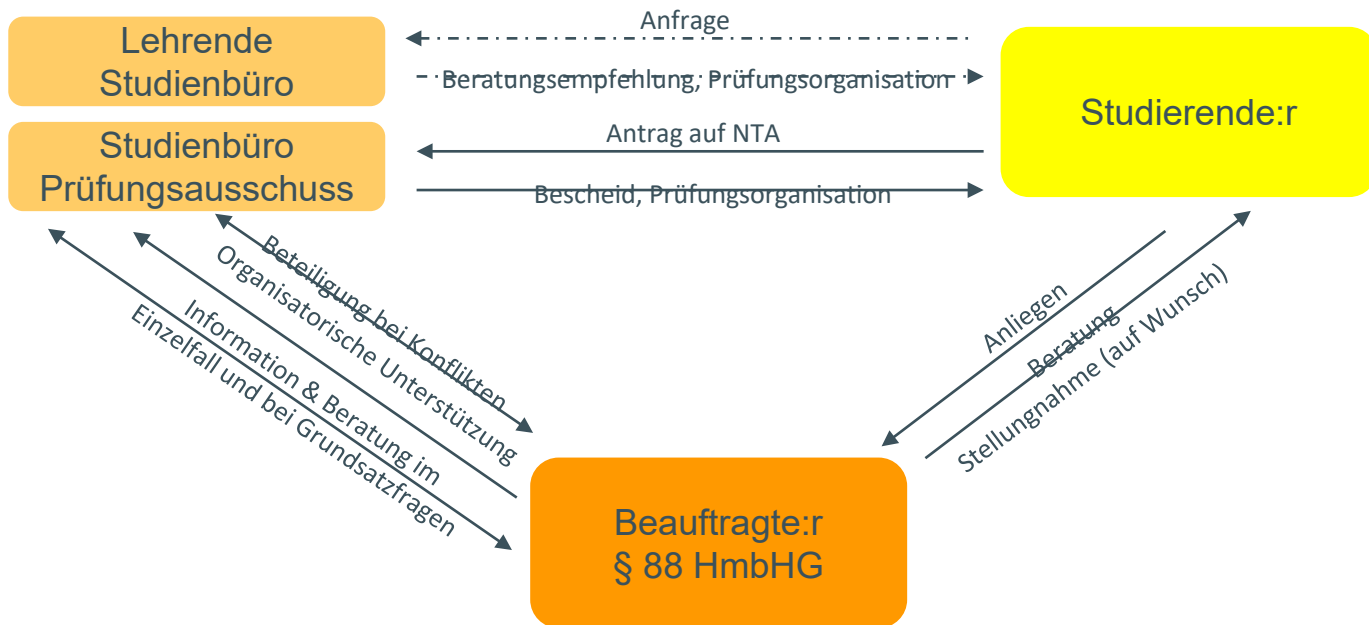 Lehrende
Studienbüro
Anfrage
Beratungsempfehlung, Prüfungsorganisation
Studierende:r
Studienbüro
Prüfungsausschuss
Antrag auf NTA
Bescheid, Prüfungsorganisation
Beteiligung bei Konflikten
Organisatorische Unterstützung
Information & Beratung im
Einzelfall und bei Grundsatzfragen
Anliegen
Beratung
Stellungnahme (auf Wunsch)
Beauftragte:r
§ 88 HmbHG